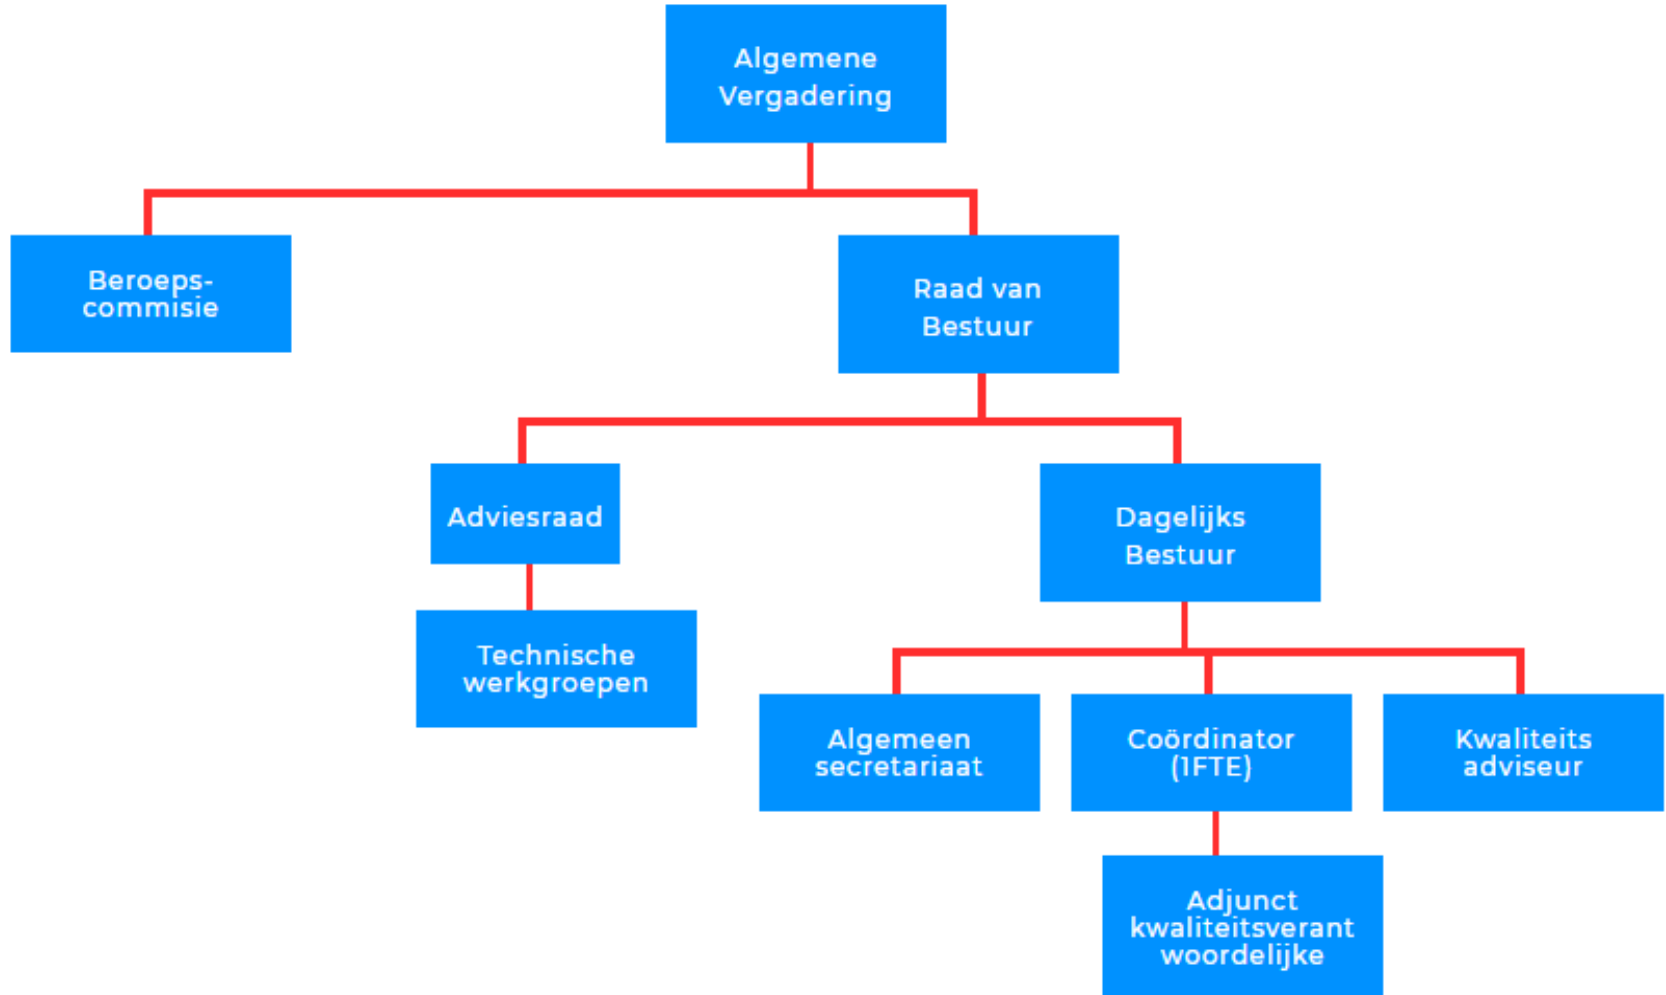 Algemene
Vergadering
Beroeps-
commisie
Raad van
Bestuur
Adviesraad
Dagelijks
Bestuur
Technische
werkgroepen
Algemeen
secretariaat
Coördinator
(1FTE)
Kwaliteits
adviseur
Adjunct
kwaliteitsverant
woordelijke